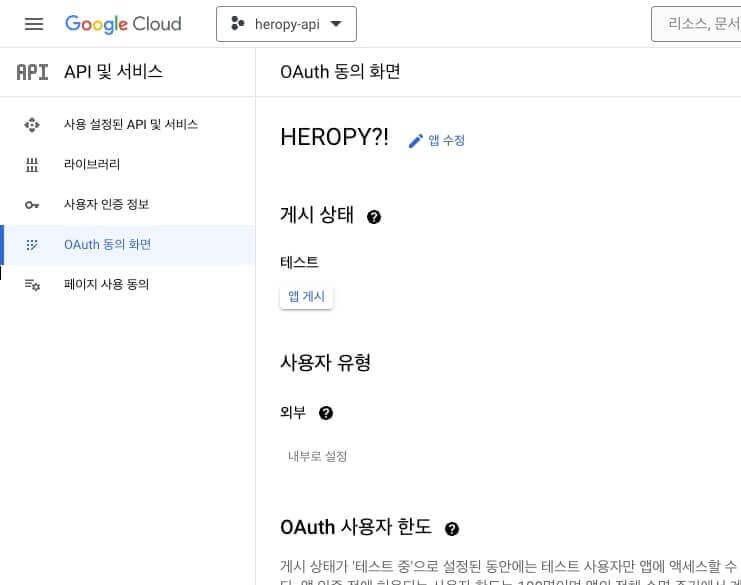 Google Cloud
heropy-api
리소스, 문서
API API 및 서비스
OAuth 동의 화면
사용 설정된 API 및 서비스
라이브러리
사용자 인증 정보
OAuth 동의 화면
페이지 사용 동의
HEROPY?!
앱 수정
게시 상태
테스트
앱 게시
사용자 유형
외부
내부로 설정
OAuth 사용자 한도
게시 상태가 '테스트 중'으로 설정된 동안에는 테스트 사용자만 앱에 액세스할 수